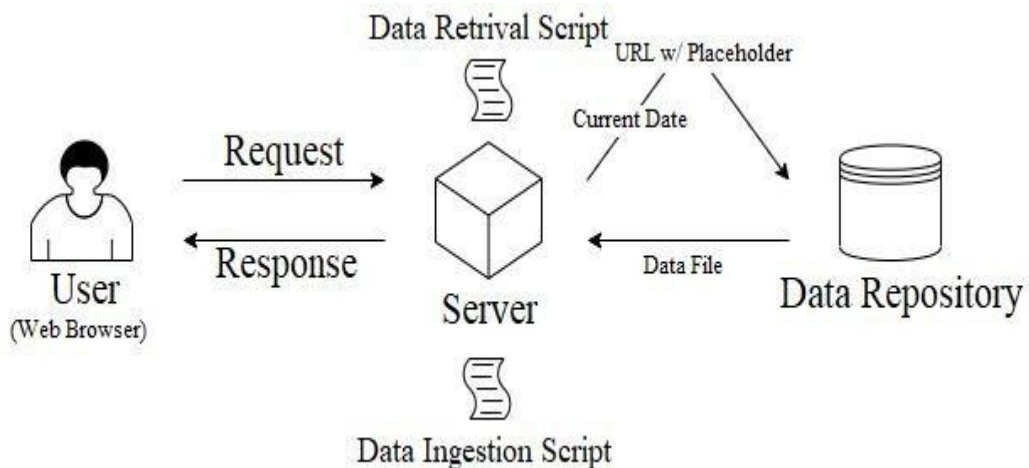 Data Retrival Script
URL w/ Placeholder
Current Date
Request
Response
User
(Web Browser)
Server
Data File
Data Repository
Data Ingestion Script